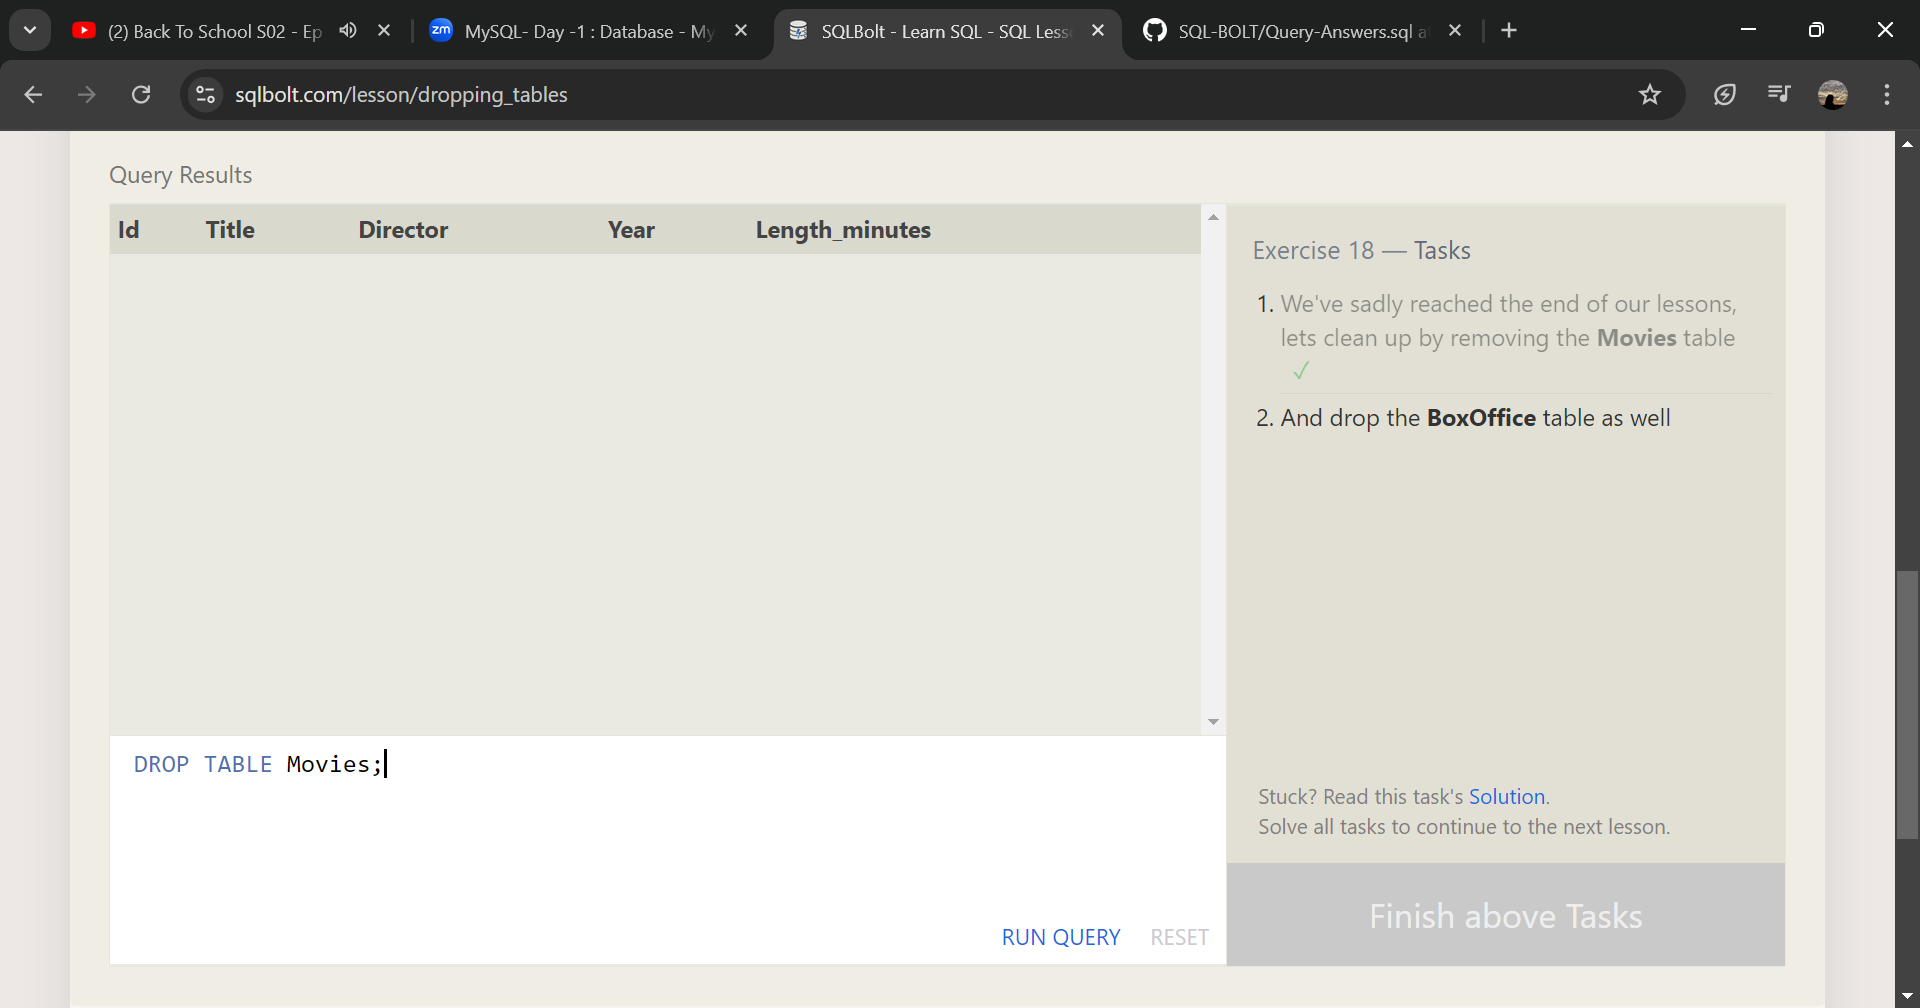 (2) Back To School S02 - Ep
zm MySQL- Day -1 : Database - My
SQLBolt - Learn SQL - SQL Less
SQL-BOLT/Query-Answers.sql a
sqlbolt.com/lesson/dropping_tables
Query Results
Id Title Director Year Length_minutes
Exercise 18 — Tasks
1. We've sadly reached the end of our lessons,
lets clean up by removing the Movies table
✓
2. And drop the BoxOffice table as well
DROP TABLE Movies;
Stuck? Read this task's Solution.
Solve all tasks to continue to the next lesson.
RUN QUERY RESET
Finish above Tasks